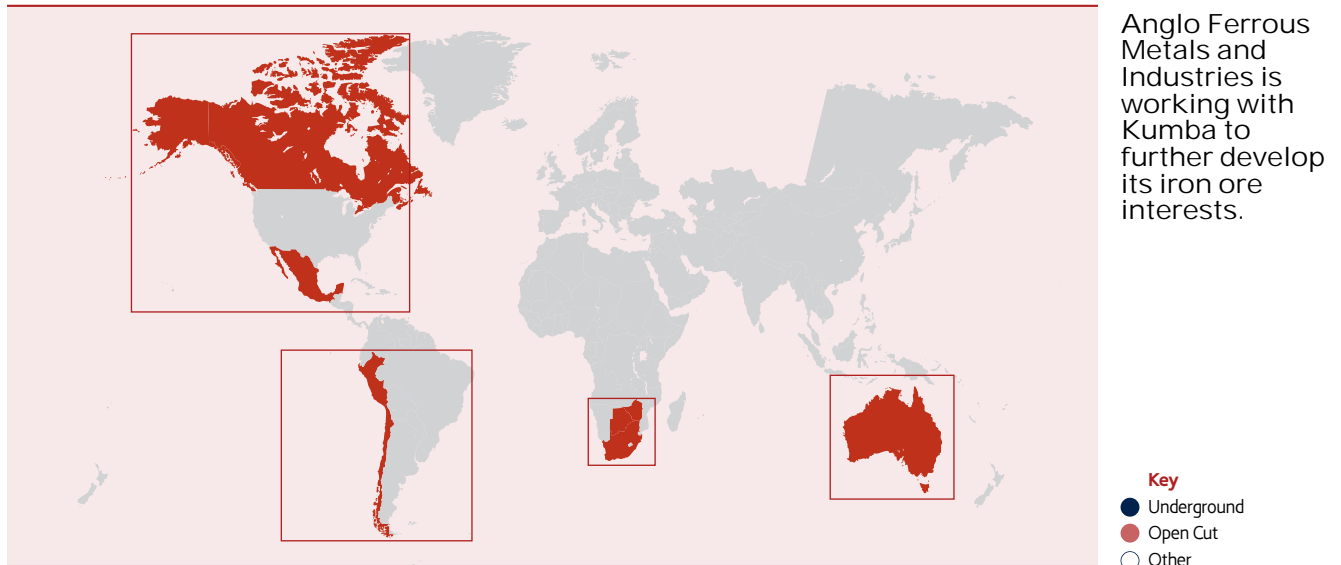 Anglo Ferrous
Metals and
Industries is
working with
Kumba to
further develop
its iron ore
interests.
Key
Underground
Open Cut
Other